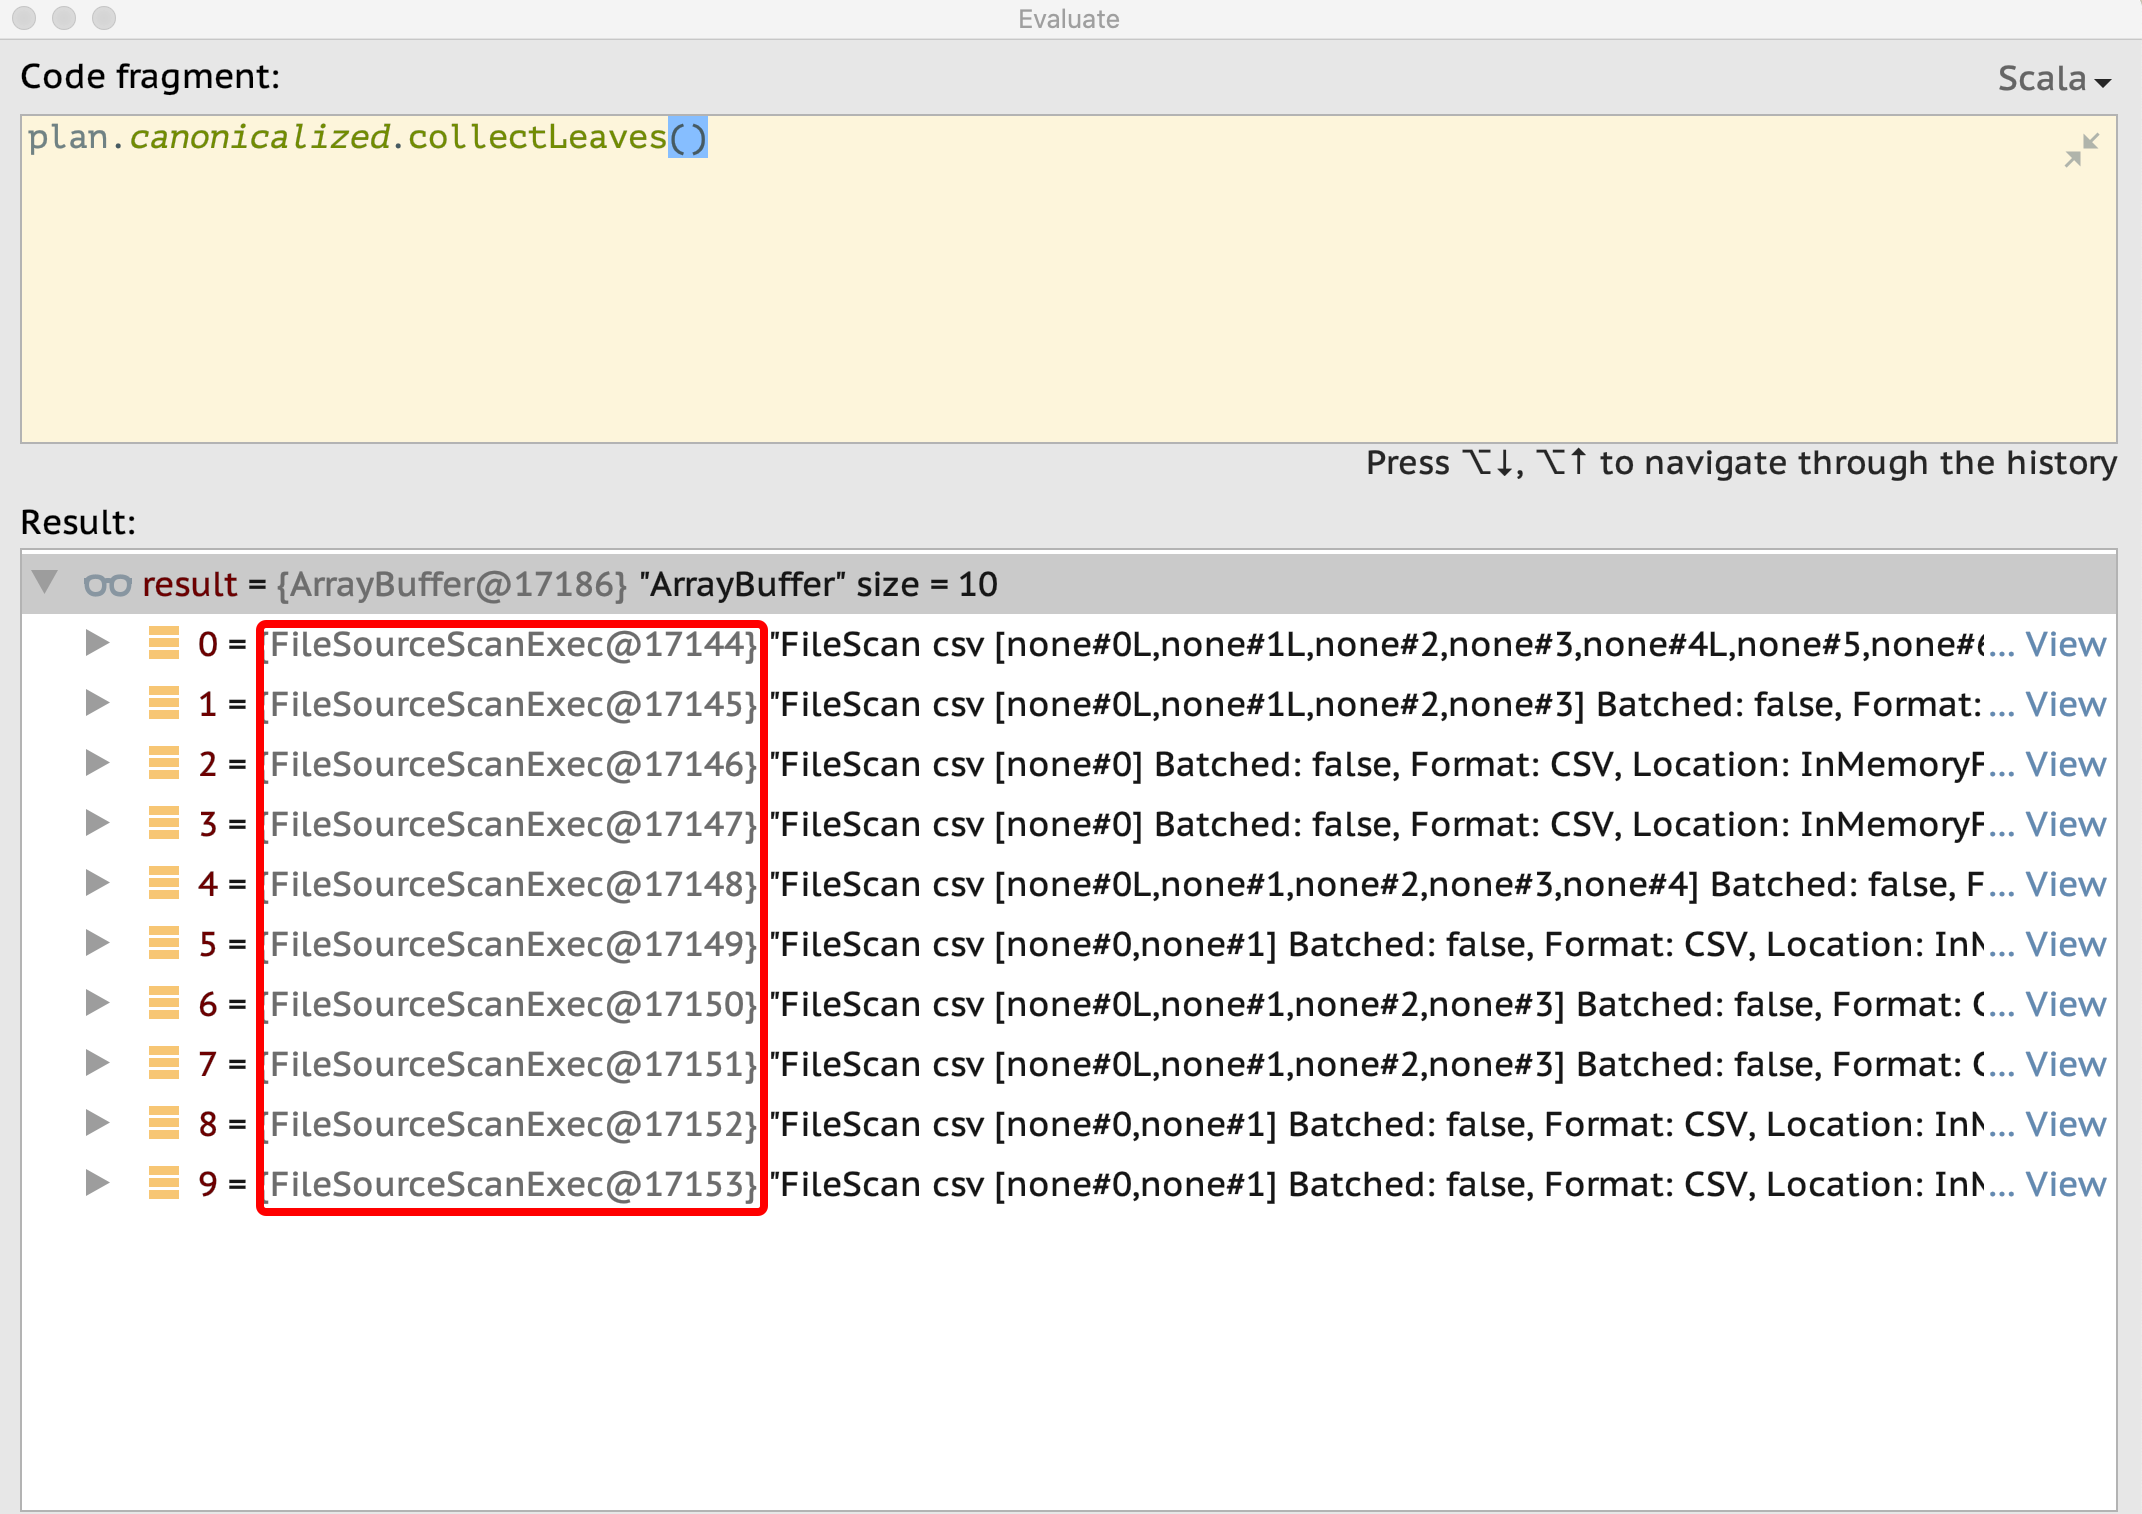 Evaluate
Code fragment:
Scala
plan.canonicalized.collectLeaves()
Press ⌥↓, ⌥↑ to navigate through the history
Result:
result = {ArrayBuffer@17186} "ArrayBuffer" size = 10
0 = {FileSourceScanExec@17144} "FileScan csv [none#0L,none#1L,none#2,none#3,none#4L,none#5,none#6... View
1 = {FileSourceScanExec@17145} "FileScan csv [none#0L,none#1L,none#2,none#3] Batched: false, Format: ... View
2 = {FileSourceScanExec@17146} "FileScan csv [none#0] Batched: false, Format: CSV, Location: InMemoryF... View
3 = {FileSourceScanExec@17147} "FileScan csv [none#0] Batched: false, Format: CSV, Location: InMemoryF... View
4 = {FileSourceScanExec@17148} "FileScan csv [none#0L,none#1,none#2,none#3,none#4] Batched: false, F... View
5 = {FileSourceScanExec@17149} "FileScan csv [none#0,none#1] Batched: false, Format: CSV, Location: InM... View
6 = {FileSourceScanExec@17150} "FileScan csv [none#0L,none#1,none#2,none#3] Batched: false, Format: C... View
7 = {FileSourceScanExec@17151} "FileScan csv [none#0L,none#1,none#2,none#3] Batched: false, Format: C... View
8 = {FileSourceScanExec@17152} "FileScan csv [none#0,none#1] Batched: false, Format: CSV, Location: InM... View
9 = {FileSourceScanExec@17153} "FileScan csv [none#0,none#1] Batched: false, Format: CSV, Location: InM... View